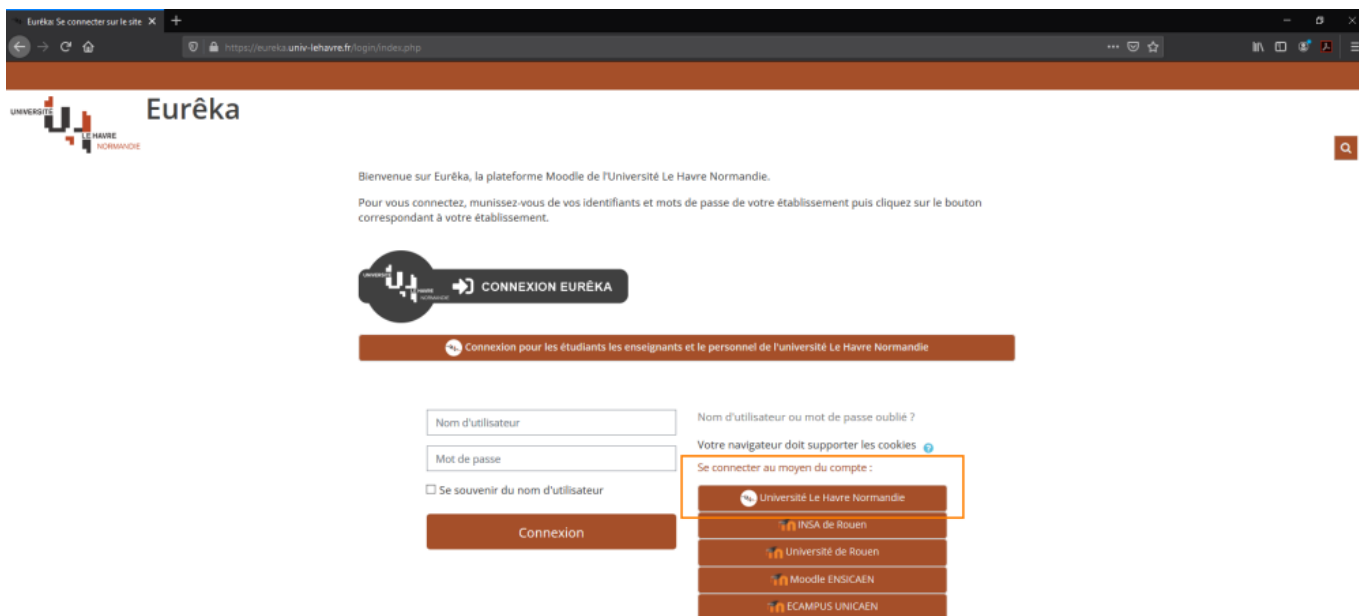 Eurêka: Se connecter sur le site
https://eureka.univ-lehavre.fr/login/index.php
UNIVERSITÉ
LE HAVRE
NORMANDIE
Eurêka
Bienvenue sur Eurêka, la plateforme Moodle de l'Université Le Havre Normandie.
Pour vous connectez, munissez-vous de vos identifiants et mots de passe de votre établissement puis cliquez sur le bouton
correspondant à votre établissement.
UNIVERSITÉ
LE HAVRE
NORMANDIE
CONNEXION EURÊKA
Connexion pour les étudiants les enseignants et le personnel de l'université Le Havre Normandie
Nom d'utilisateur
Mot de passe
Se souvenir du nom d'utilisateur
Connexion
Nom d'utilisateur ou mot de passe oublié ?
Votre navigateur doit supporter les cookies
Se connecter au moyen du compte :
Université Le Havre Normandie
INSA de Rouen
Université de Rouen
Moodle ENSICAEN
ECAMPUS UNICAEN